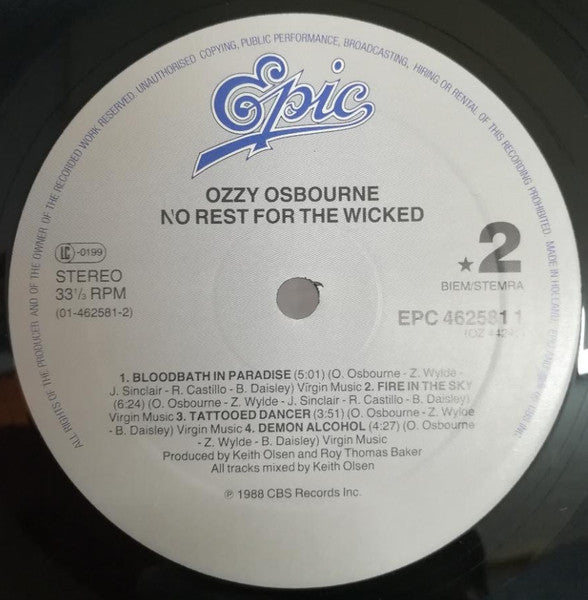 ALL RIGHTS OF THE PRODUCER AND OF THE OWNER OF THE RECORDED WORK RESERVED. UNAUTHORISED COPYING, PUBLIC PERFORMANCE, BROADCASTING, HIRING OR RENTAL OF THIS RECORDING PROHIBITED. MADE IN HOLLAND.
Epic
OZZY OSBOURNE
NO REST FOR THE WICKED
LC-0199
STEREO
33 1/3 RPM
(01-462581-2)
*2
BIEM/STEMRA
EPC 462581 1
1. BLOODBATH IN PARADISE (5:01) (O. Osbourne - Z. Wylde -
J. Sinclair - R. Castillo - B. Daisley) Virgin Music 2. FIRE IN THE SKY
(6:24) (O. Osbourne - Z. Wylde - J. Sinclair - R. Castillo - B. Daisley)
Virgin Music 3. TATTOOED DANCER (3:51) (O. Osbourne - Z. Wylde
- B. Daisley) Virgin Music 4. DEMON ALCOHOL (4:27) (O. Osbourne
- Z. Wylde - B. Daisley) Virgin Music
Produced by Keith Olsen and Roy Thomas Baker
All tracks mixed by Keith Olsen
℗ 1988 CBS Records Inc.